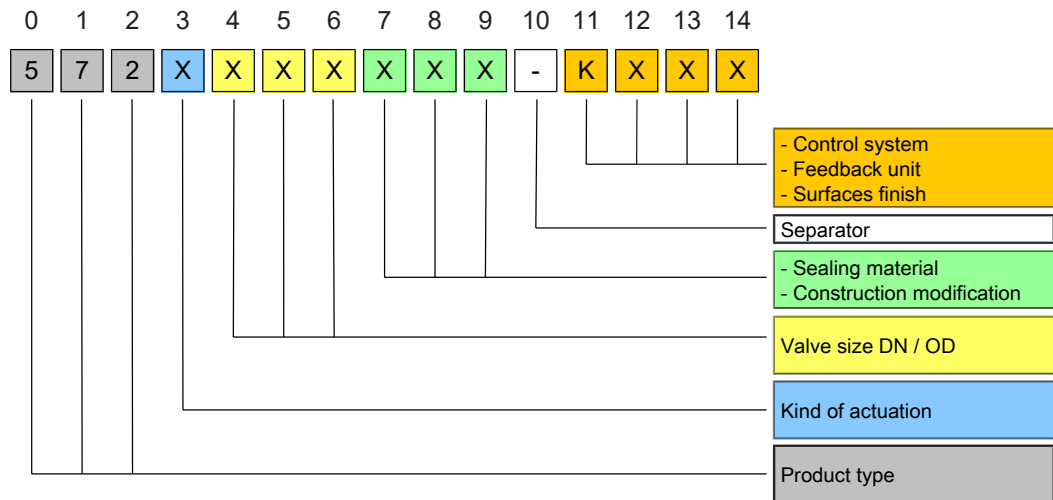 0 1 2 3 4 5 6 7 8 9 10 11 12 13 14
5 7 2 X X X X X X X - K X X X
- Control system
- Feedback unit
- Surfaces finish
Separator
- Sealing material
- Construction modification
Valve size DN / OD
Kind of actuation
Product type